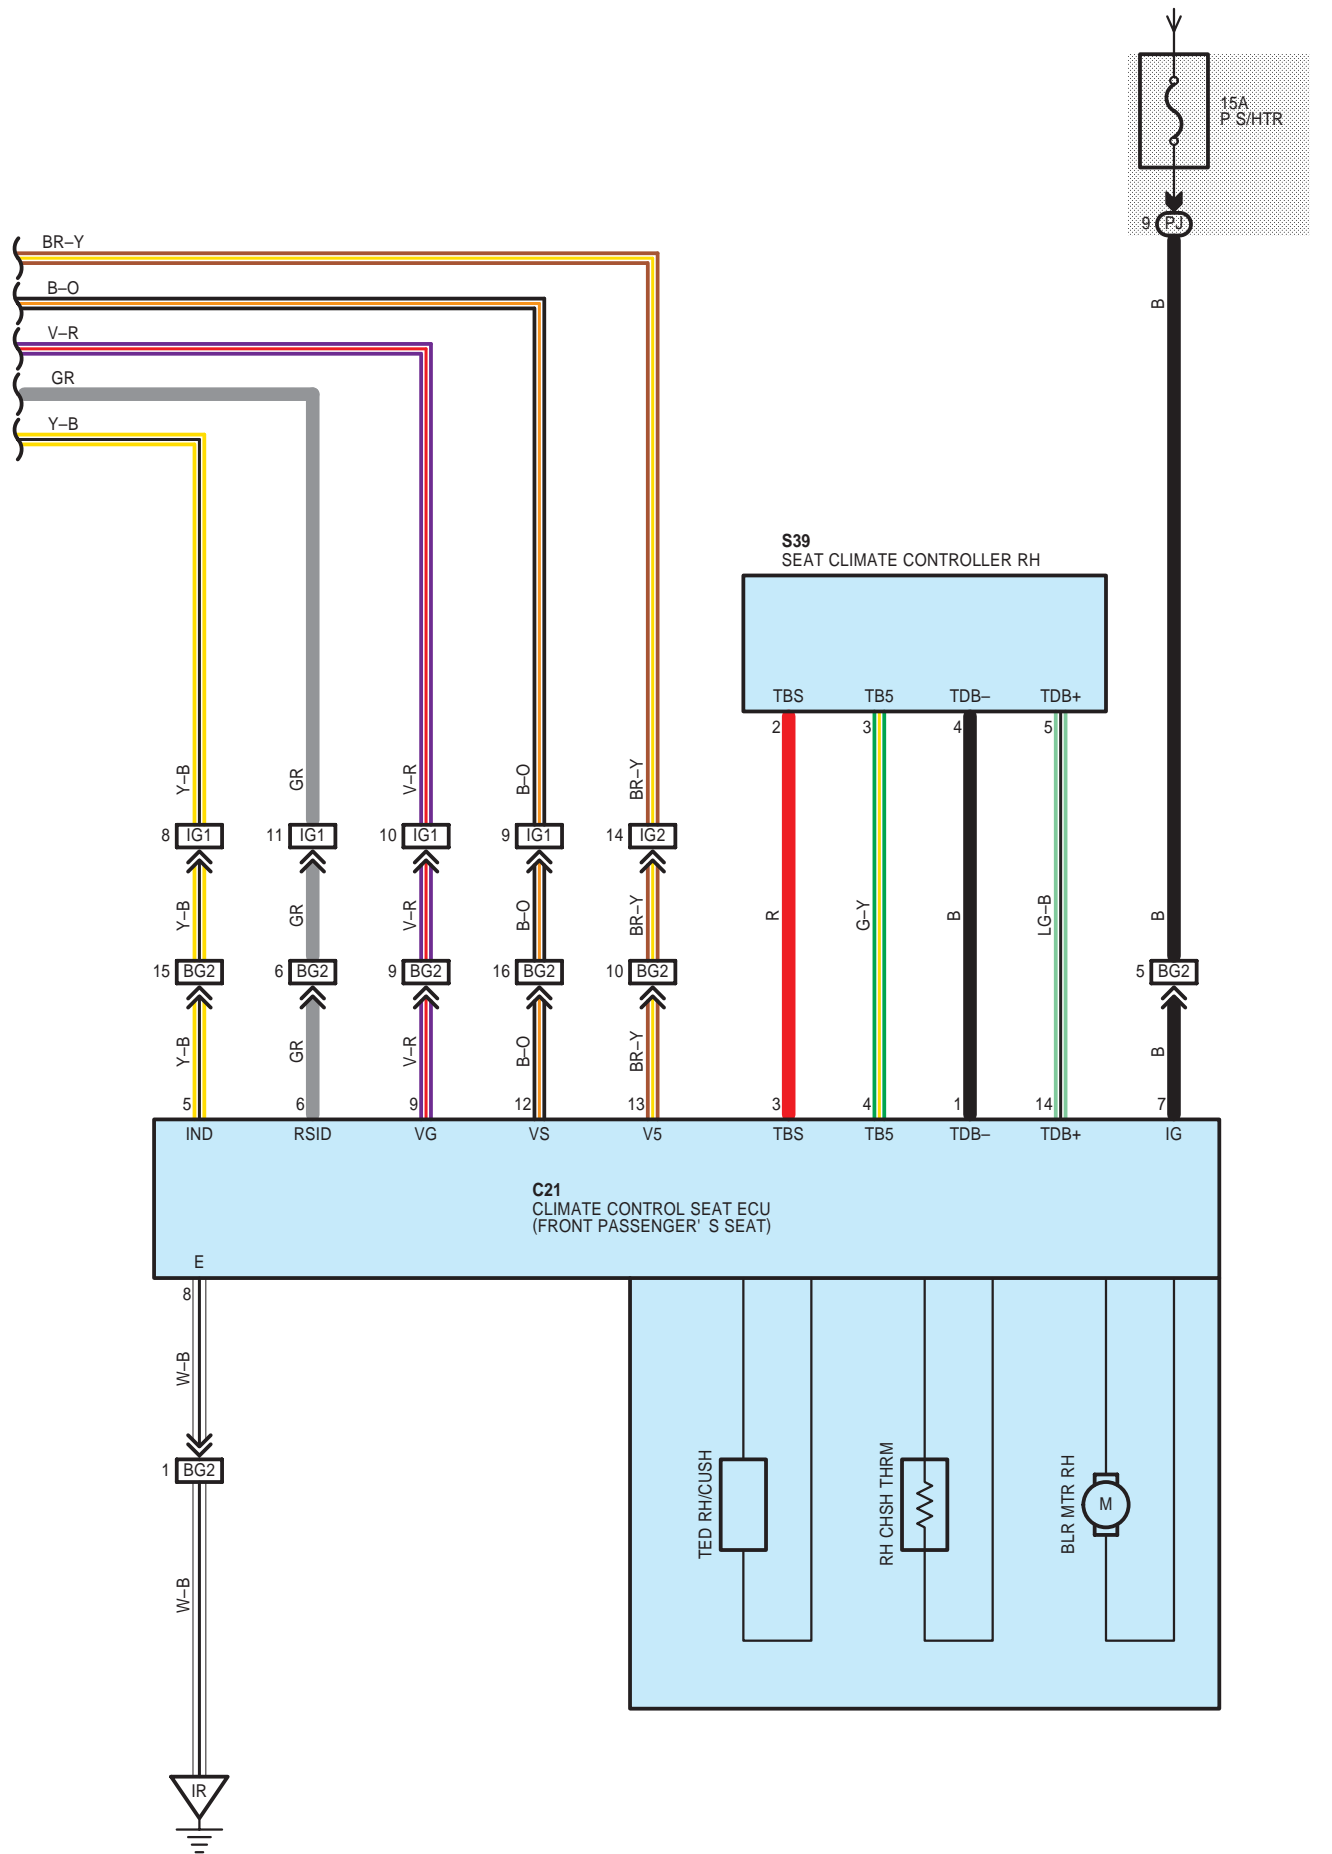 15A
P S/HTR
9 PJ
BR–Y
B–O
V–R
GR
Y–B
B
S39
SEAT CLIMATE CONTROLLER RH
TBS TB5 TDB– TDB+
2 3 4 5
Y–B GR V–R B–O BR–Y
8 IG1 11 IG1 10 IG1 9 IG1 14 IG2
Y–B GR V–R B–O BR–Y R G–Y B LG–B B
15 BG2 6 BG2 9 BG2 16 BG2 10 BG2 5 BG2
Y–B GR V–R B–O BR–Y B
5 6 9 12 13 3 4 1 14 7
IND RSID VG VS V5 TBS TB5 TDB– TDB+ IG
C21
CLIMATE CONTROL SEAT ECU
(FRONT PASSENGER' S SEAT)
E
8
W–B
1 BG2
TED RH/CUSH
RH CHSH THRM
BLR MTR RH
M
W–B
IR